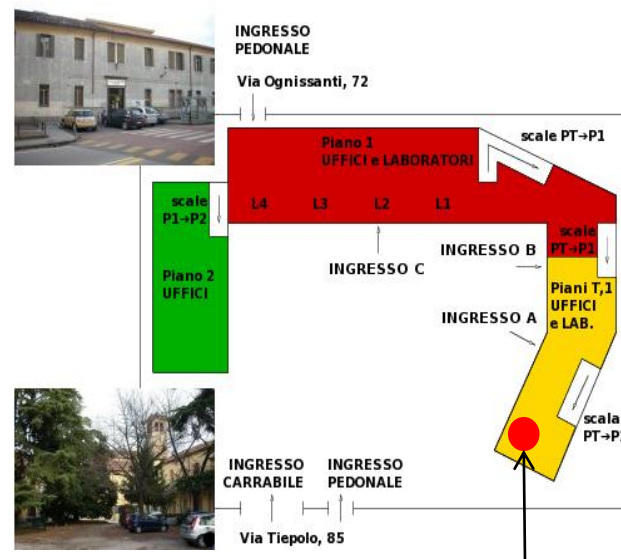 INGRESSO
PEDONALE
Via Ognissanti, 72
scale PT→P1
Piano 1
UFFICI e LABORATORI
scale
P1→P2
L4
L3
L2
L1
scale
PT→P1
INGRESSO B
INGRESSO C
Piano 2
UFFICI
Piani T,1
UFFICI
e LAB.
INGRESSO A
scala
INGRESSO
CARRABILE
INGRESSO
PEDONALE
Via Tiepolo, 85